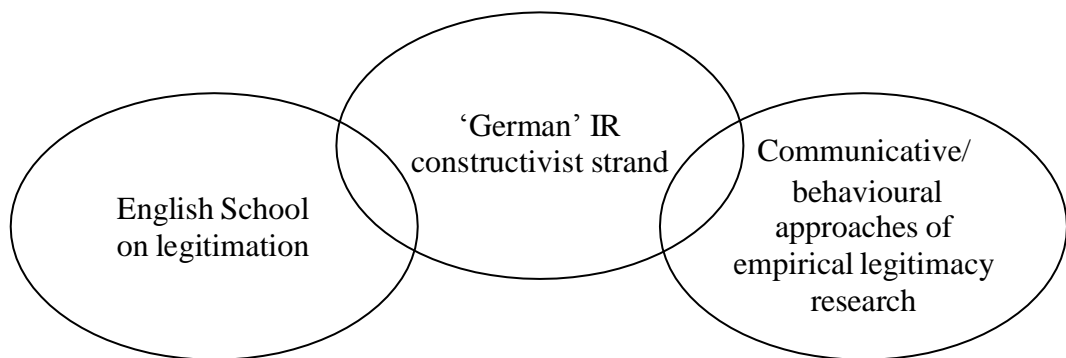 English School
on legitimation
‘German’ IR
constructivist strand
Communicative/
behavioural
approaches of
empirical legitimacy
research